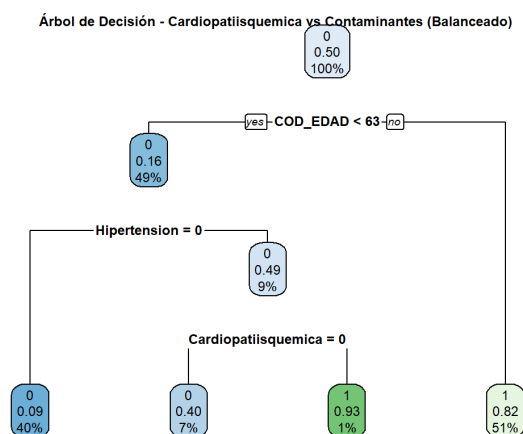 Árbol de Decisión - Cardiopatiisquemica vs Contaminantes (Balanceado)
0
0.50
100%
yes COD_EDAD < 63 no
0
0.16
49%
Hipertension = 0
0
0.49
9%
Cardiopatiisquemica = 0
0 0 1 1
0.09 0.40 0.93 0.82
40% 7% 1% 51%